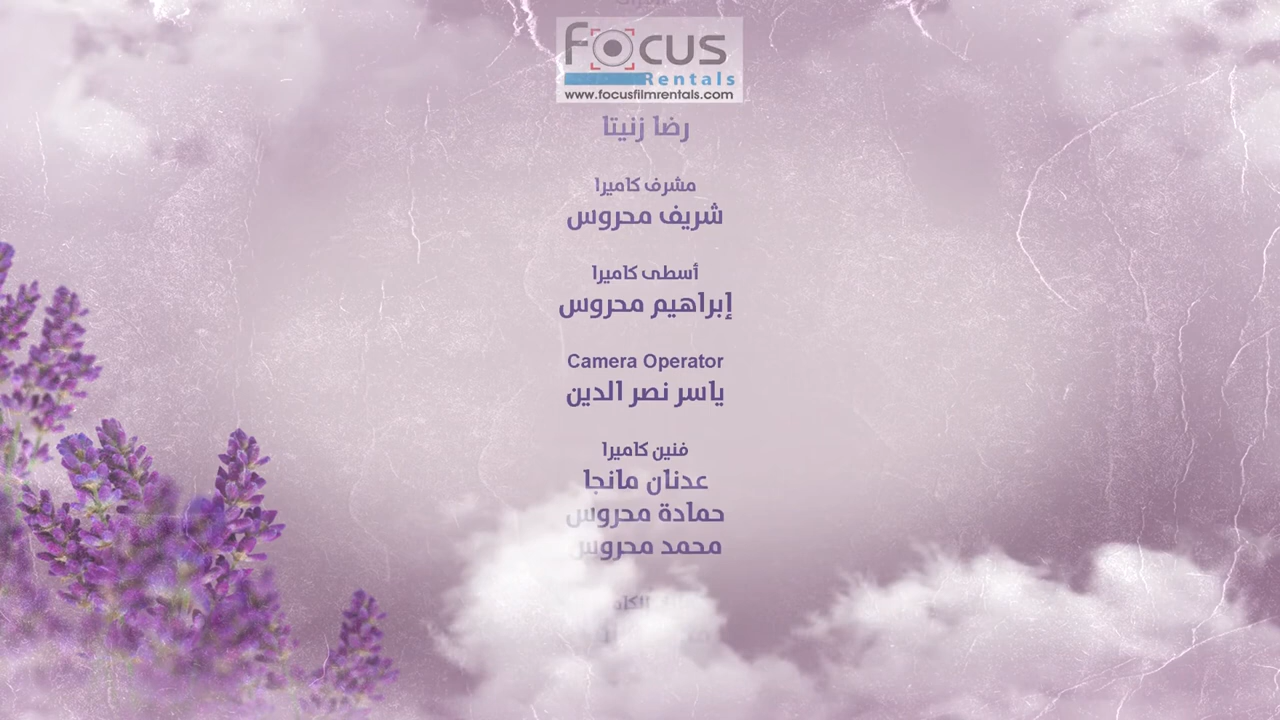 Focus
Rentals
www.focusfilmrentals.com
رضا زنيتا
مشرف كاميرا
شريف محروس
أسطى كاميرا
إبراهيم محروس
Camera Operator
ياسر نصر الدين
فنين كاميرا
عدنان مانجا
حمادة محروس
محمد محروس